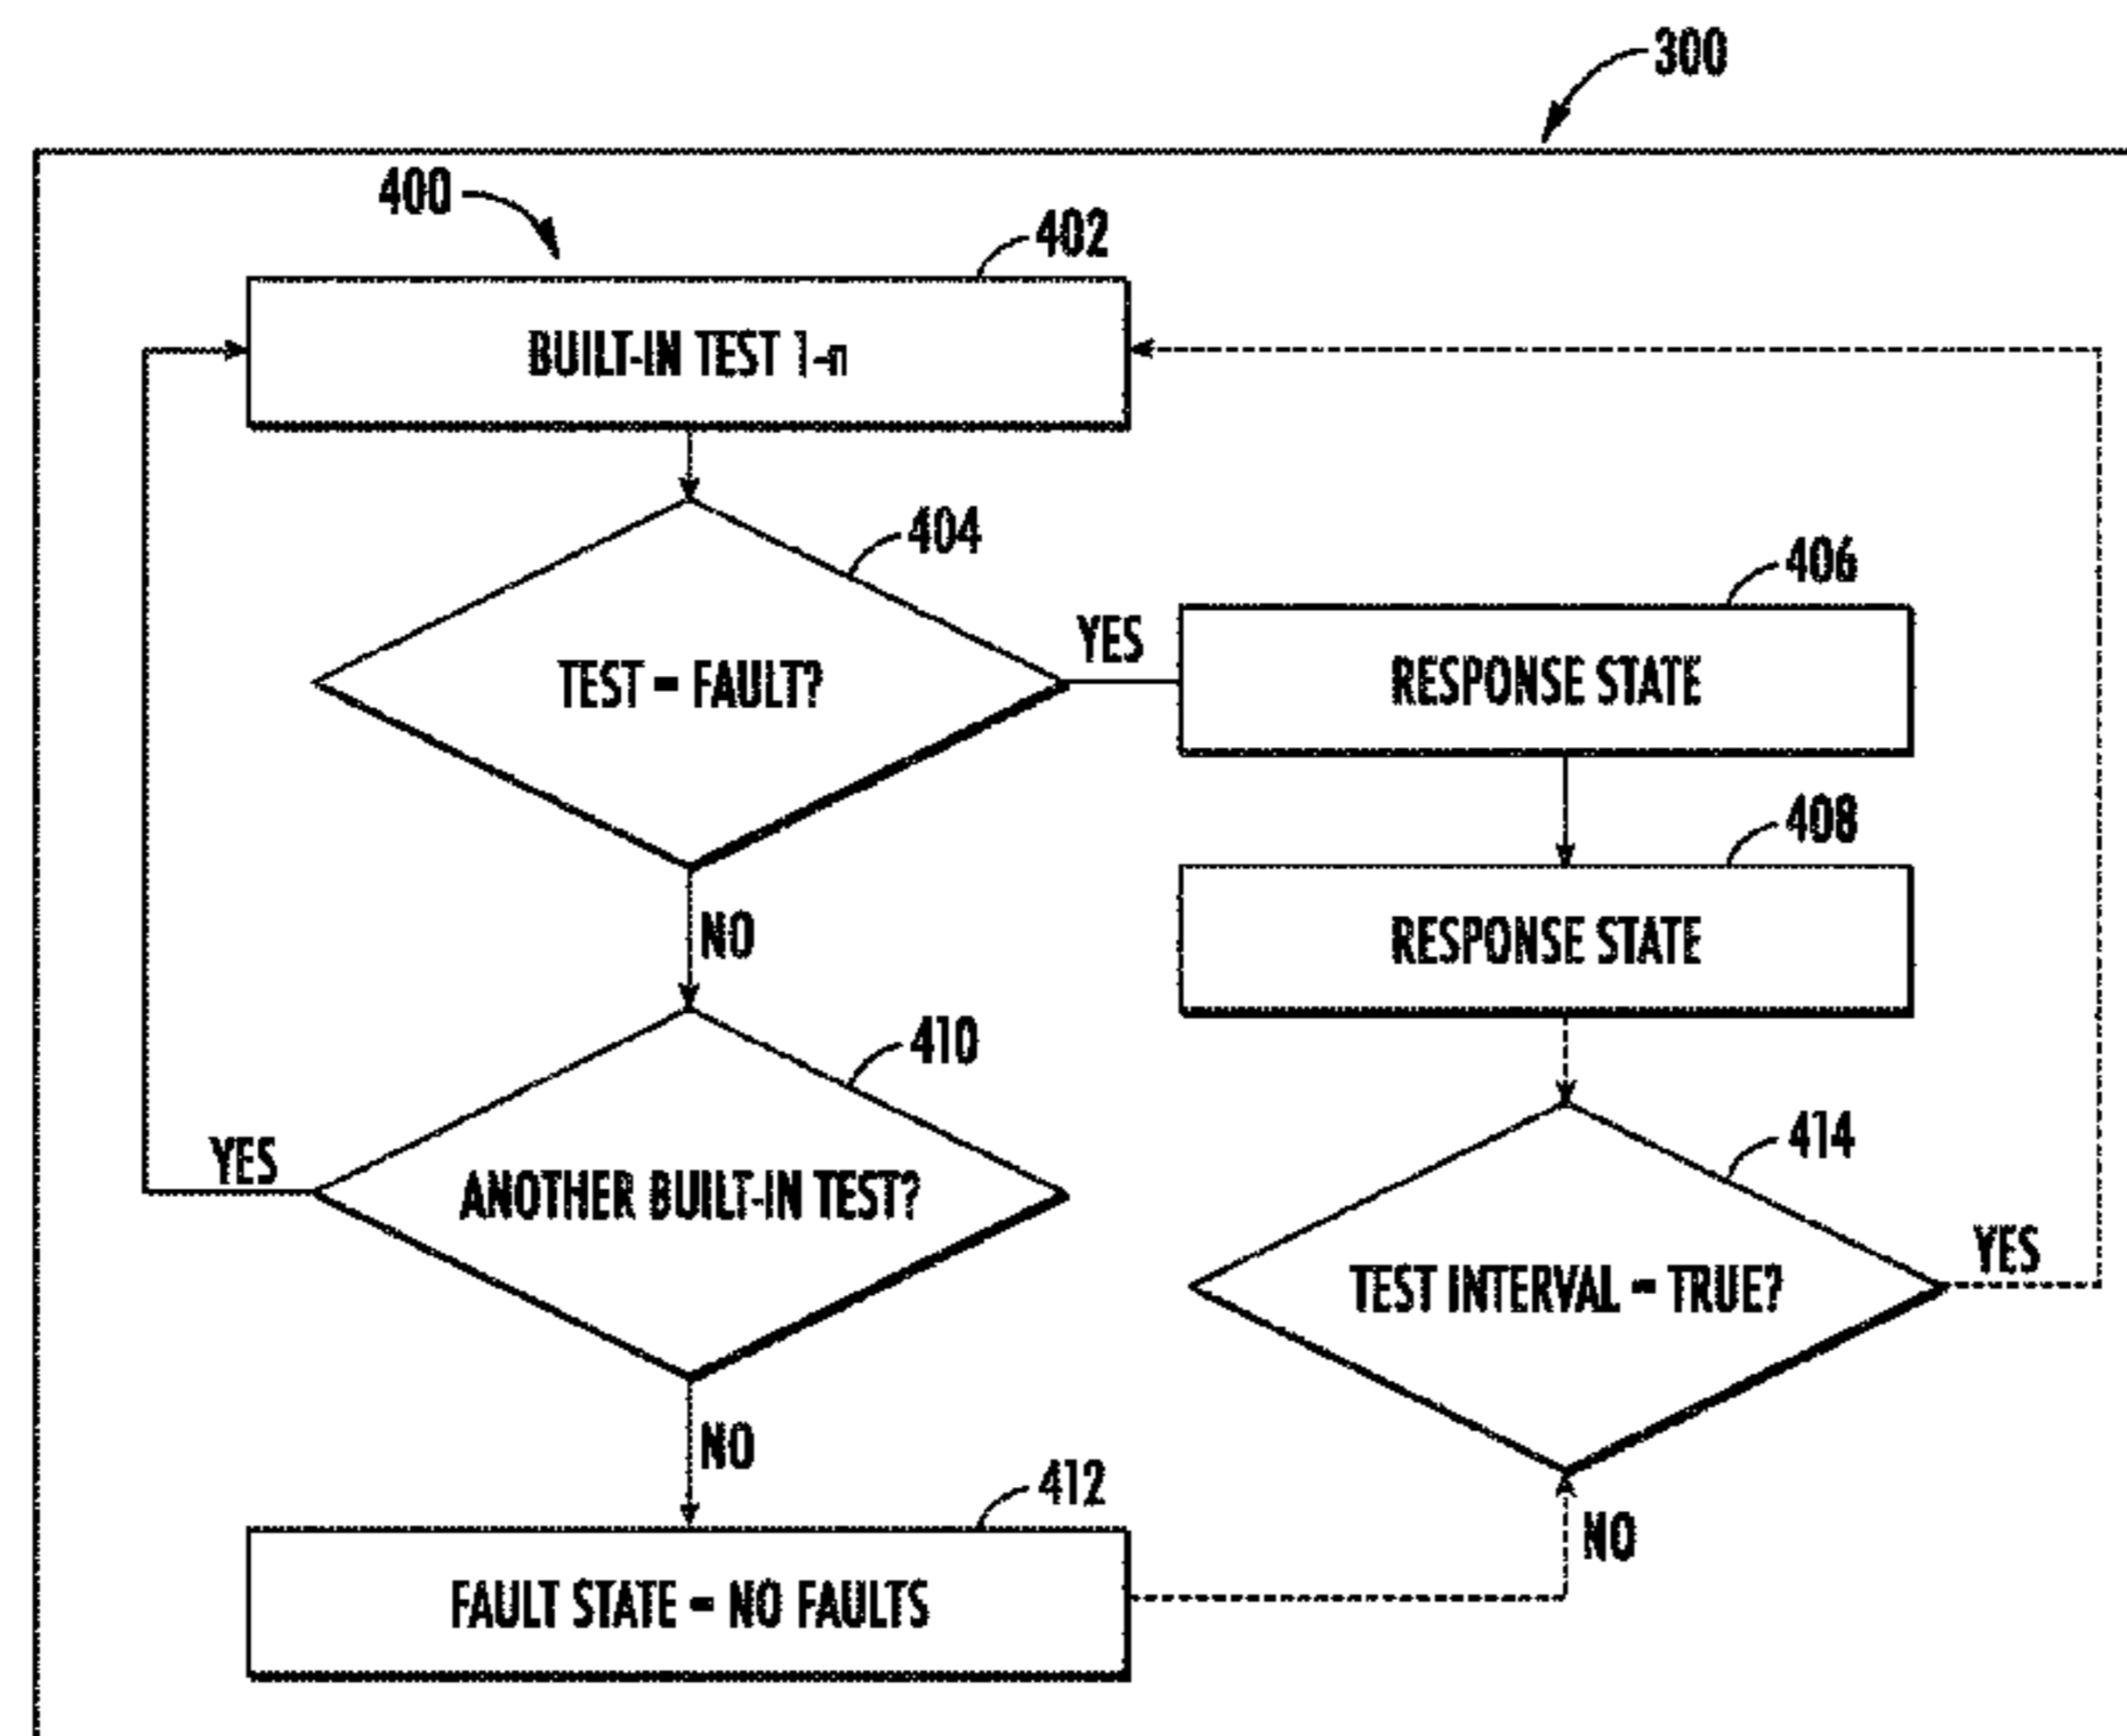 300
400
402
BUILT-IN TEST 1-n
404
TEST = FAULT?
YES
406
RESPONSE STATE
408
RESPONSE STATE
NO
410
ANOTHER BUILT-IN TEST?
YES
414
TEST INTERVAL = TRUE?
YES
NO
412
FAULT STATE = NO FAULTS
NO